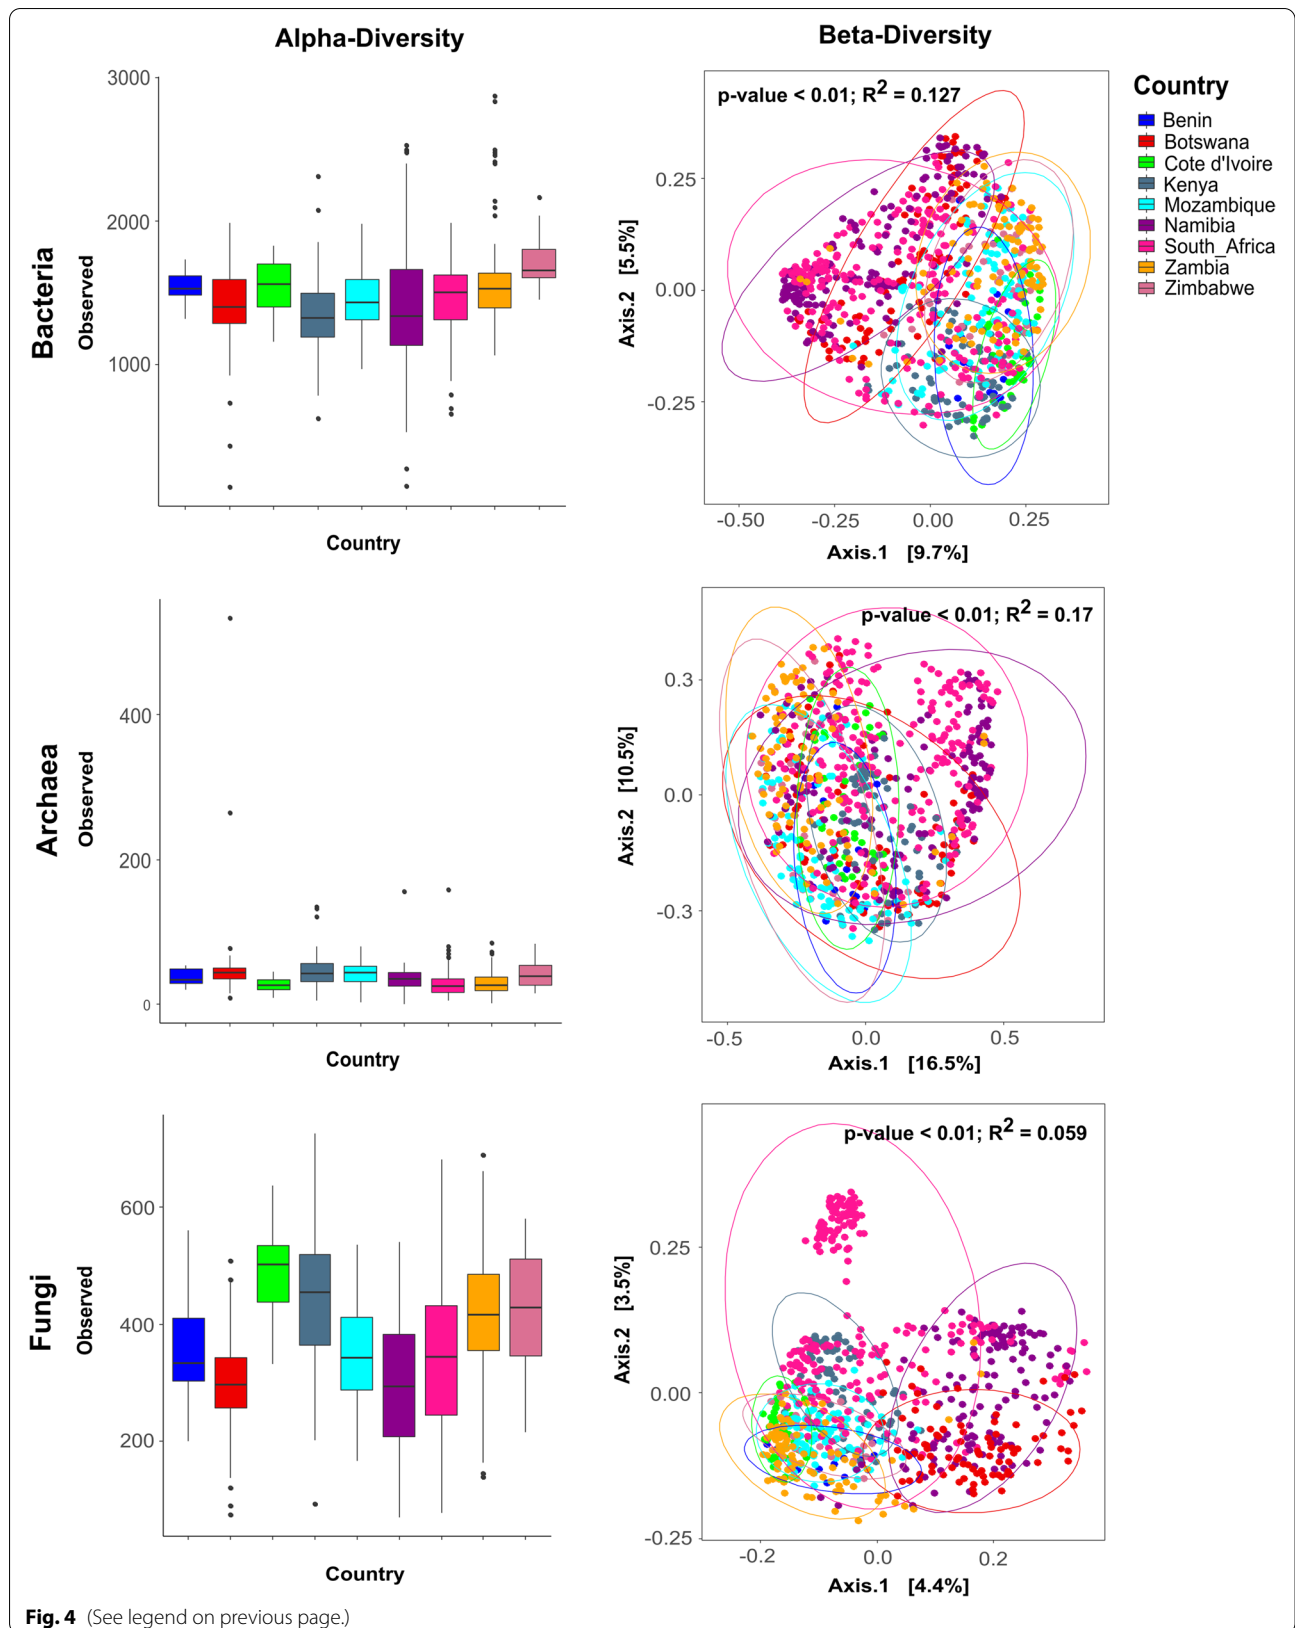 Alpha-Diversity
Beta-Diversity
Bacteria
Observed
3000
2000
1000
Country
p-value < 0.01; R2 = 0.127
Axis.2 [5.5%]
0.25
0.00
-0.25
-0.50 -0.25 0.00 0.25
Axis.1 [9.7%]
Country
Benin
Botswana
Cote d'Ivoire
Kenya
Mozambique
Namibia
South_Africa
Zambia
Zimbabwe
Archaea
Observed
400
200
0
Country
p-value < 0.01; R2 = 0.17
Axis.2 [10.5%]
0.3
0.0
-0.3
-0.5 0.0 0.5
Axis.1 [16.5%]
Fungi
Observed
600
400
200
Country
p-value < 0.01; R2 = 0.059
Axis.2 [3.5%]
0.25
0.00
-0.25
-0.2 0.0 0.2
Axis.1 [4.4%]
Fig. 4 (See legend on previous page.)